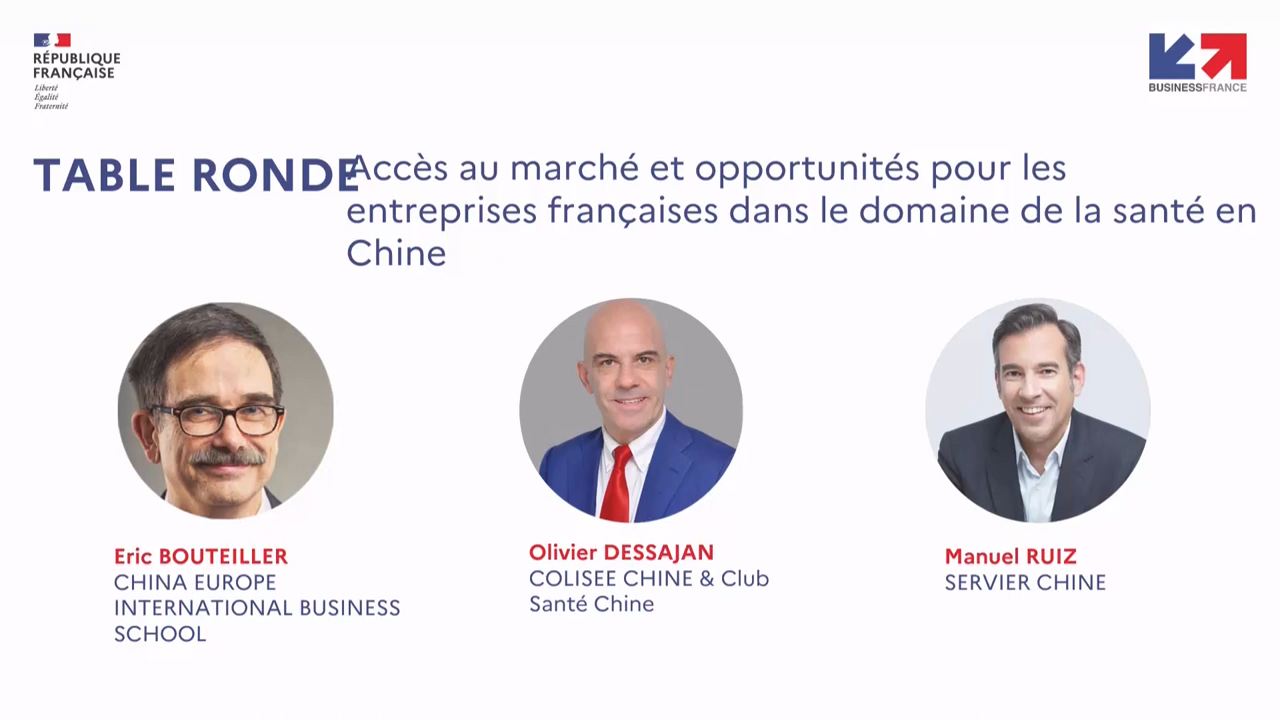 RÉPUBLIQUE
FRANÇAISE
Liberté
Égalité
Fraternité
BUSINESSFRANCE
TABLE RONDE
Accès au marché et opportunités pour les
entreprises françaises dans le domaine de la santé en
Chine
Eric BOUTEILLER
CHINA EUROPE
INTERNATIONAL BUSINESS
SCHOOL
Olivier DESSAJAN
COLISEE CHINE & Club
Santé Chine
Manuel RUIZ
SERVIER CHINE